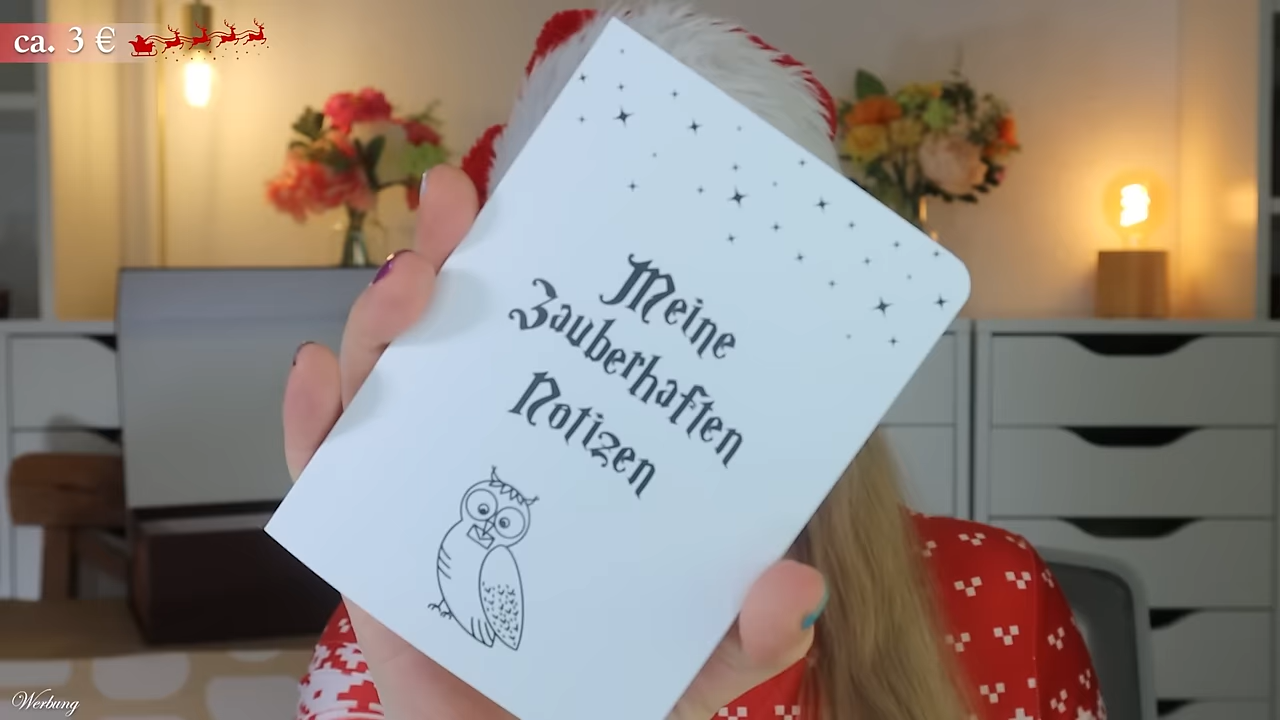 ca. 3 €
Meine
Zauberhaften
Notizen
Werbung